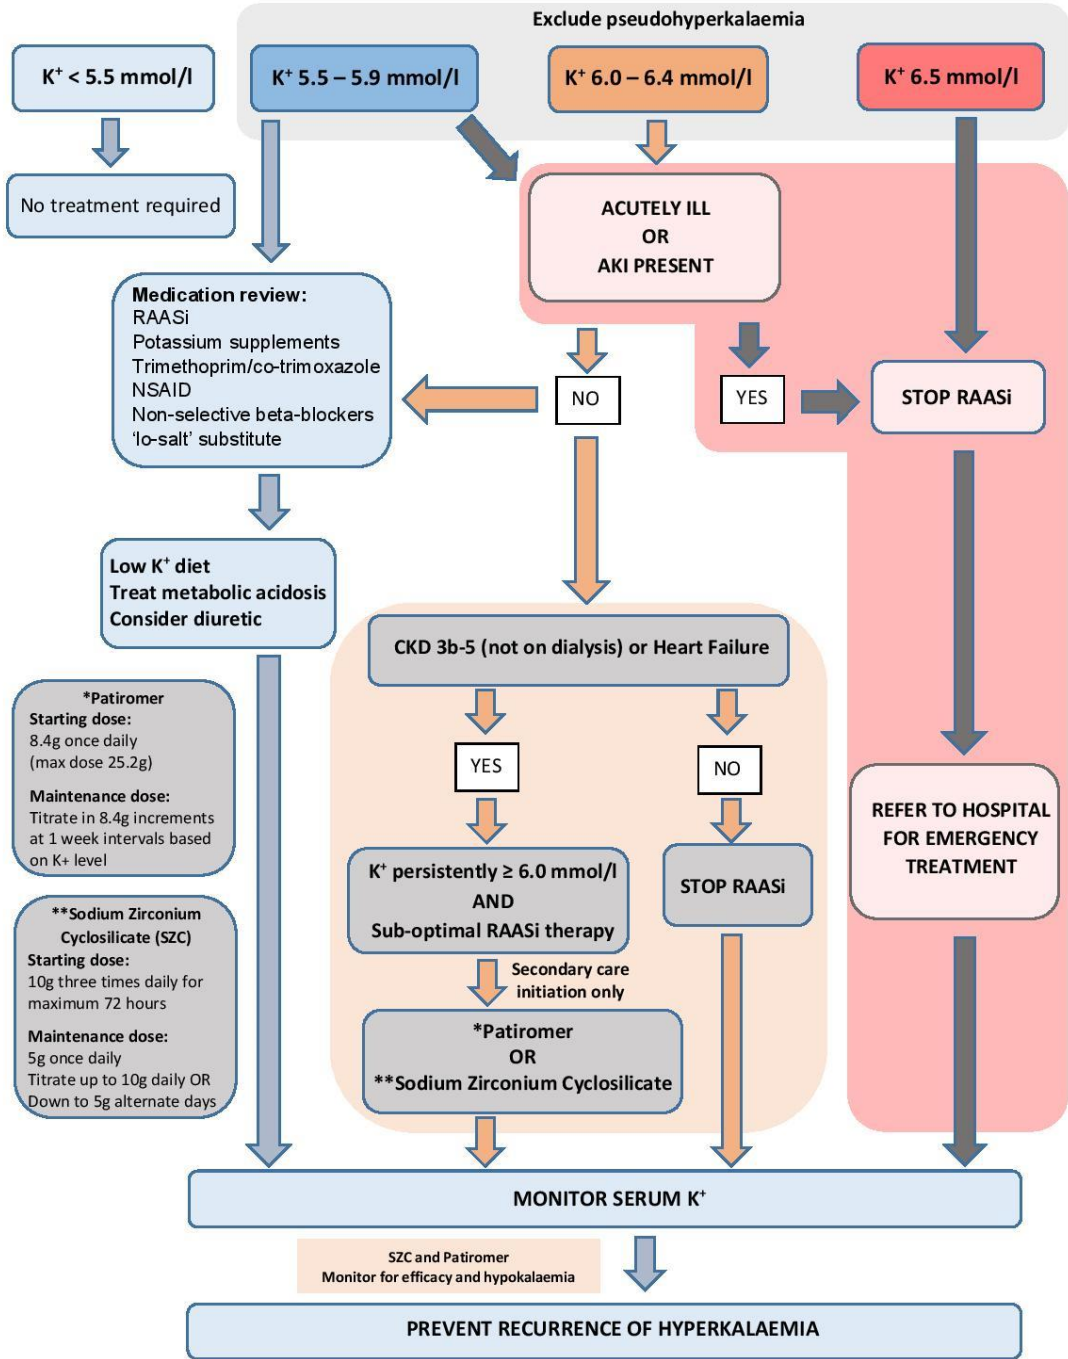 Exclude pseudohyperkalaemia
K⁺ < 5.5 mmol/l
K⁺ 5.5 – 5.9 mmol/l
K⁺ 6.0 – 6.4 mmol/l
K⁺ 6.5 mmol/l
No treatment required
ACUTELY ILL
OR
AKI PRESENT
Medication review:
RAASi
Potassium supplements
Trimethoprim/co-trimoxazole
NSAID
Non-selective beta-blockers
‘lo-salt’ substitute
NO
YES
STOP RAASi
Low K⁺ diet
Treat metabolic acidosis
Consider diuretic
CKD 3b-5 (not on dialysis) or Heart Failure
*Patiromer
Starting dose:
8.4g once daily
(max dose 25.2g)
Maintenance dose:
Titrate in 8.4g increments
at 1 week intervals based
on K+ level
YES
NO
REFER TO HOSPITAL
FOR EMERGENCY
TREATMENT
K⁺ persistently ≥ 6.0 mmol/l
AND
Sub-optimal RAASi therapy
STOP RAASi
**Sodium Zirconium
Cyclosilicate (SZC)
Starting dose:
10g three times daily for
maximum 72 hours
Maintenance dose:
5g once daily
Titrate up to 10g daily OR
Down to 5g alternate days
Secondary care
initiation only
*Patiromer
OR
**Sodium Zirconium Cyclosilicate
MONITOR SERUM K⁺
SZC and Patiromer
Monitor for efficacy and hypokalaemia
PREVENT RECURRENCE OF HYPERKALAEMIA